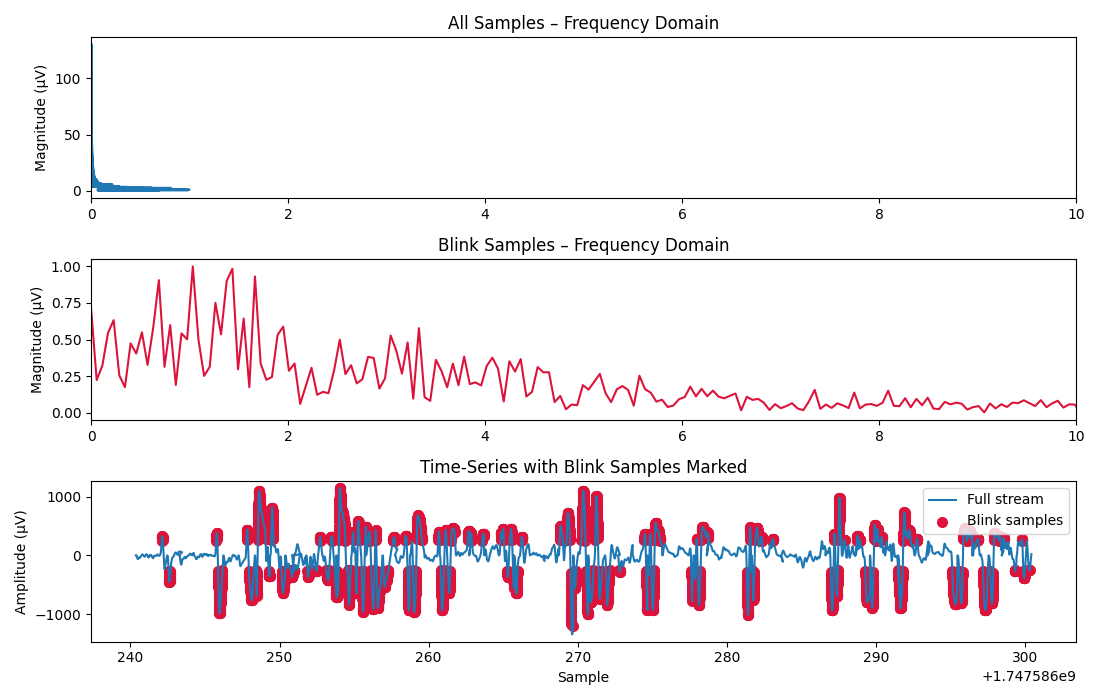 All Samples – Frequency Domain
Magnitude (µV)
100
50
0
0 2 4 6 8 10
Blink Samples – Frequency Domain
Magnitude (µV)
1.00
0.75
0.50
0.25
0.00
0 2 4 6 8 10
Time-Series with Blink Samples Marked
Amplitude (µV)
1000
0
−1000
Full stream
Blink samples
240 250 260 270 280 290 300
Sample
+1.747586e9